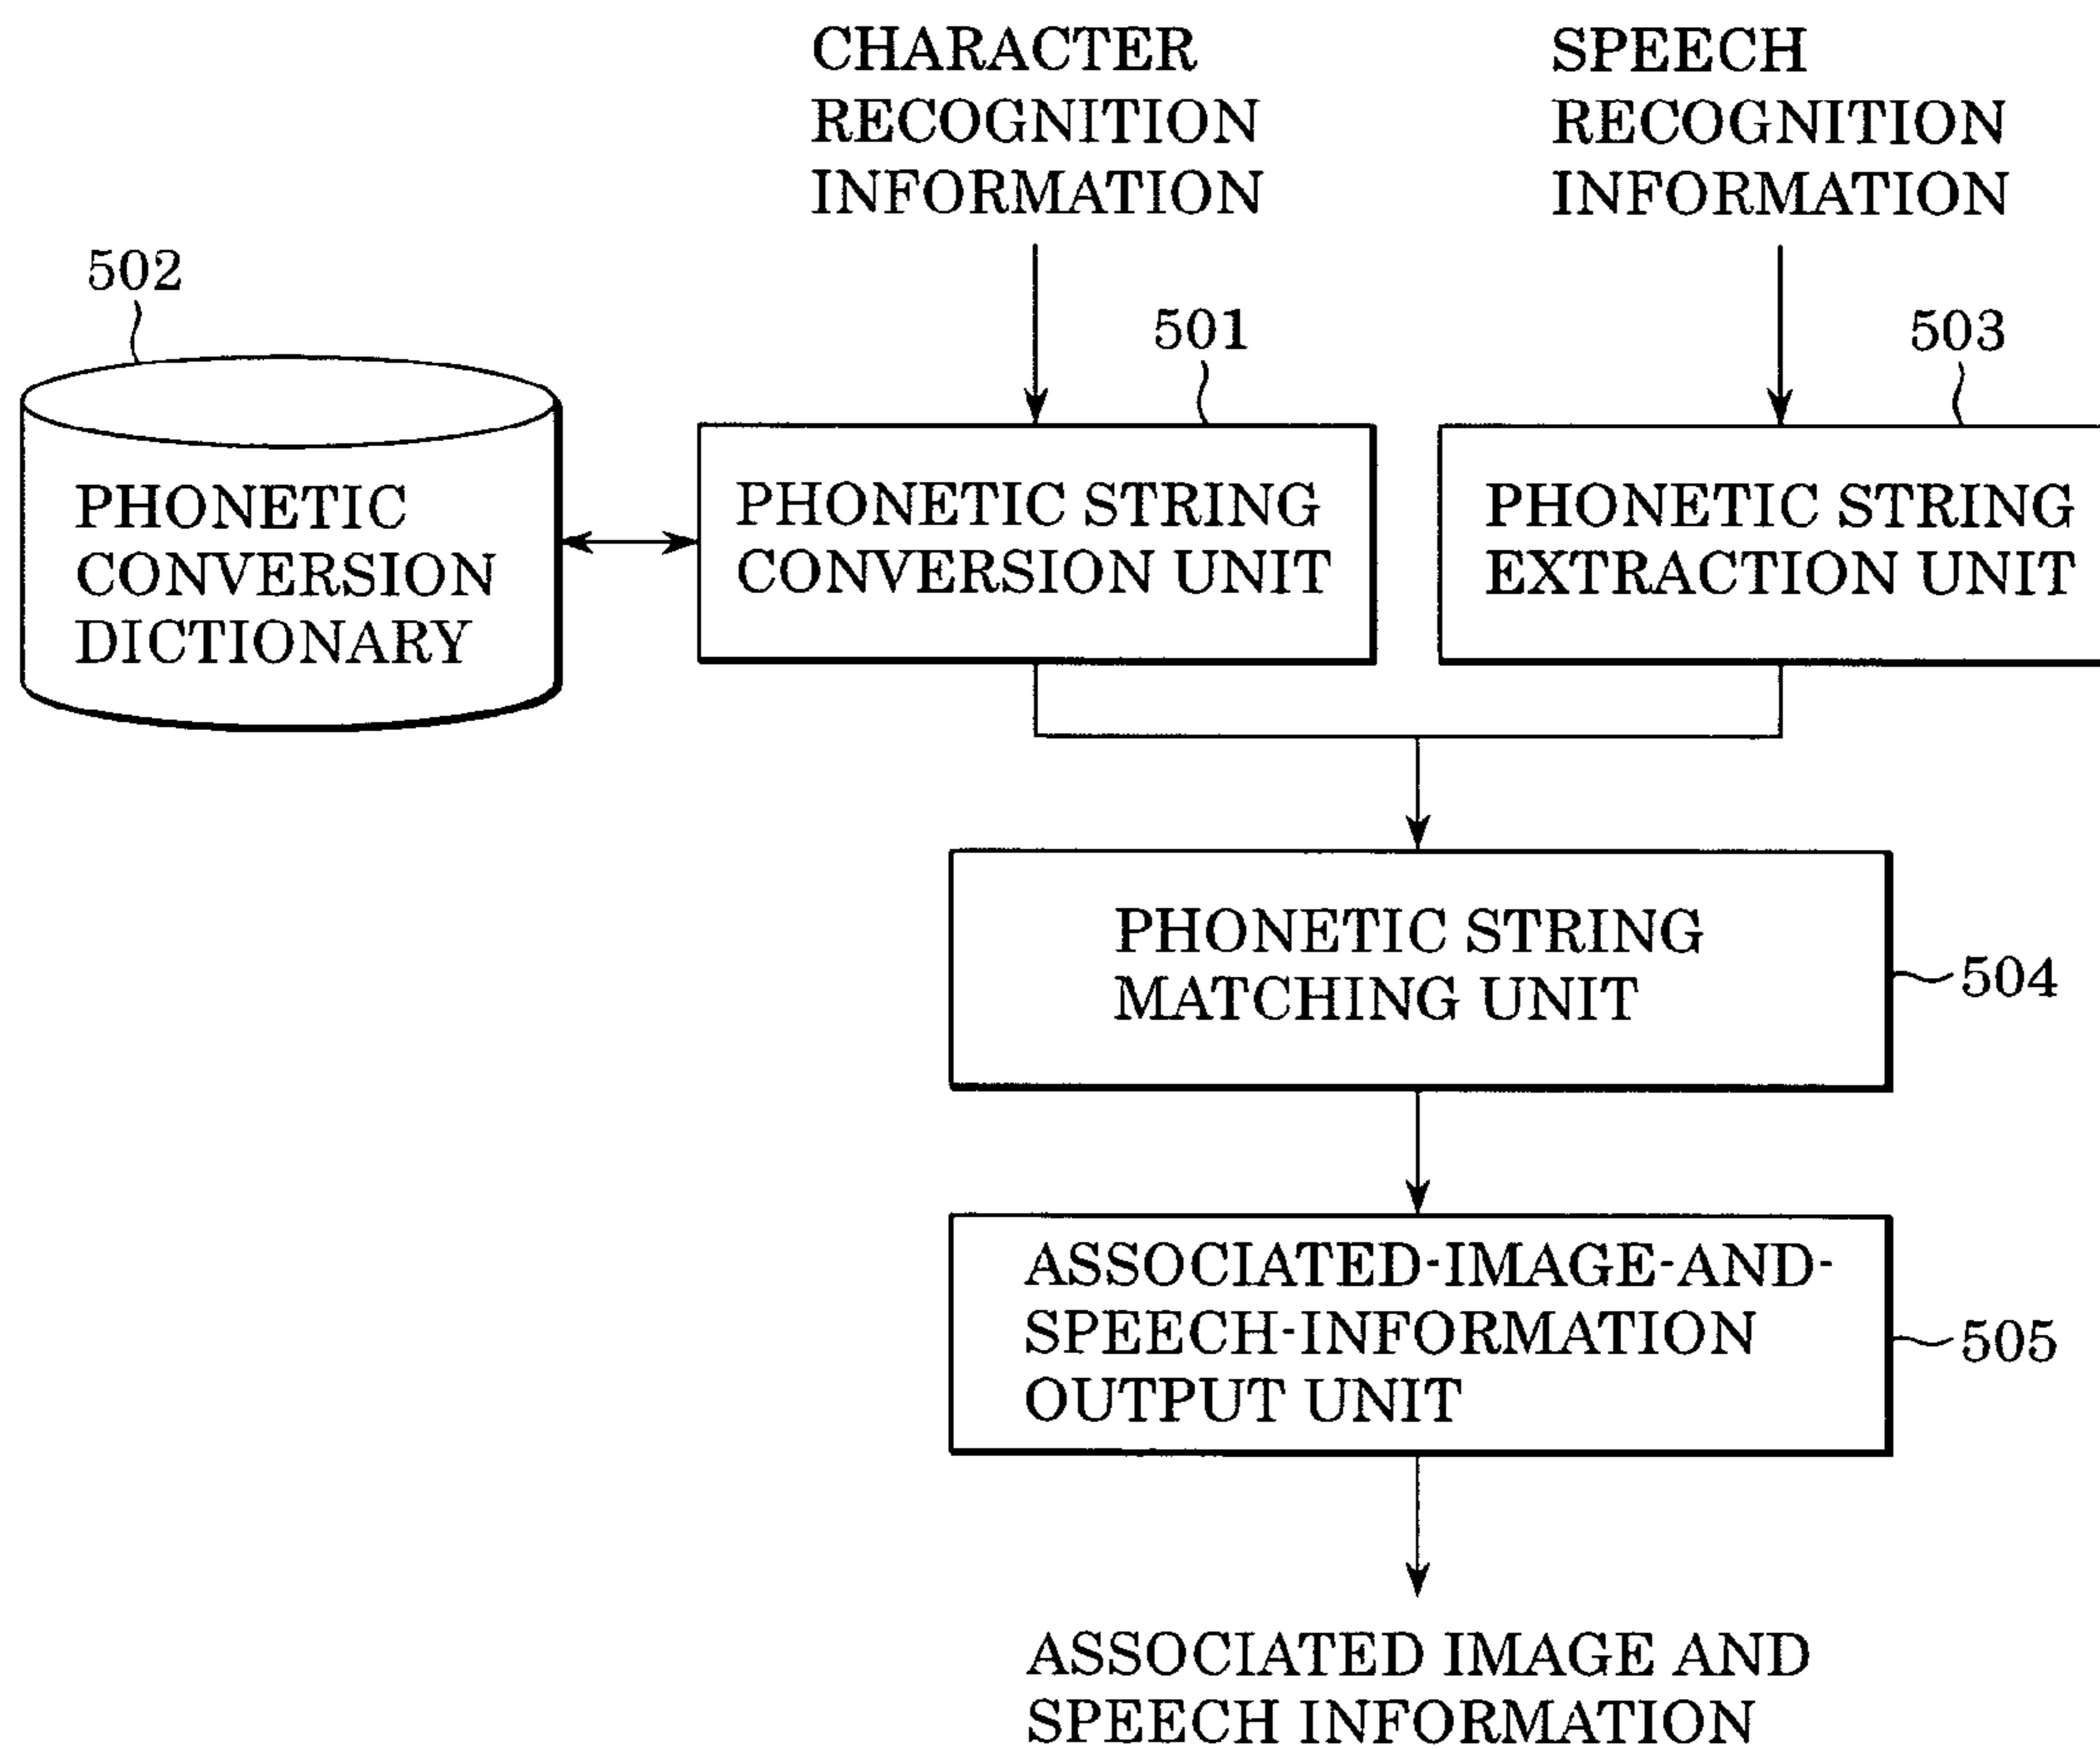 CHARACTER
RECOGNITION
INFORMATION
SPEECH
RECOGNITION
INFORMATION
502
501
503
PHONETIC
CONVERSION
DICTIONARY
PHONETIC STRING
CONVERSION UNIT
PHONETIC STRING
EXTRACTION UNIT
PHONETIC STRING
MATCHING UNIT
504
ASSOCIATED-IMAGE-AND-
SPEECH-INFORMATION
OUTPUT UNIT
505
ASSOCIATED IMAGE AND
SPEECH INFORMATION